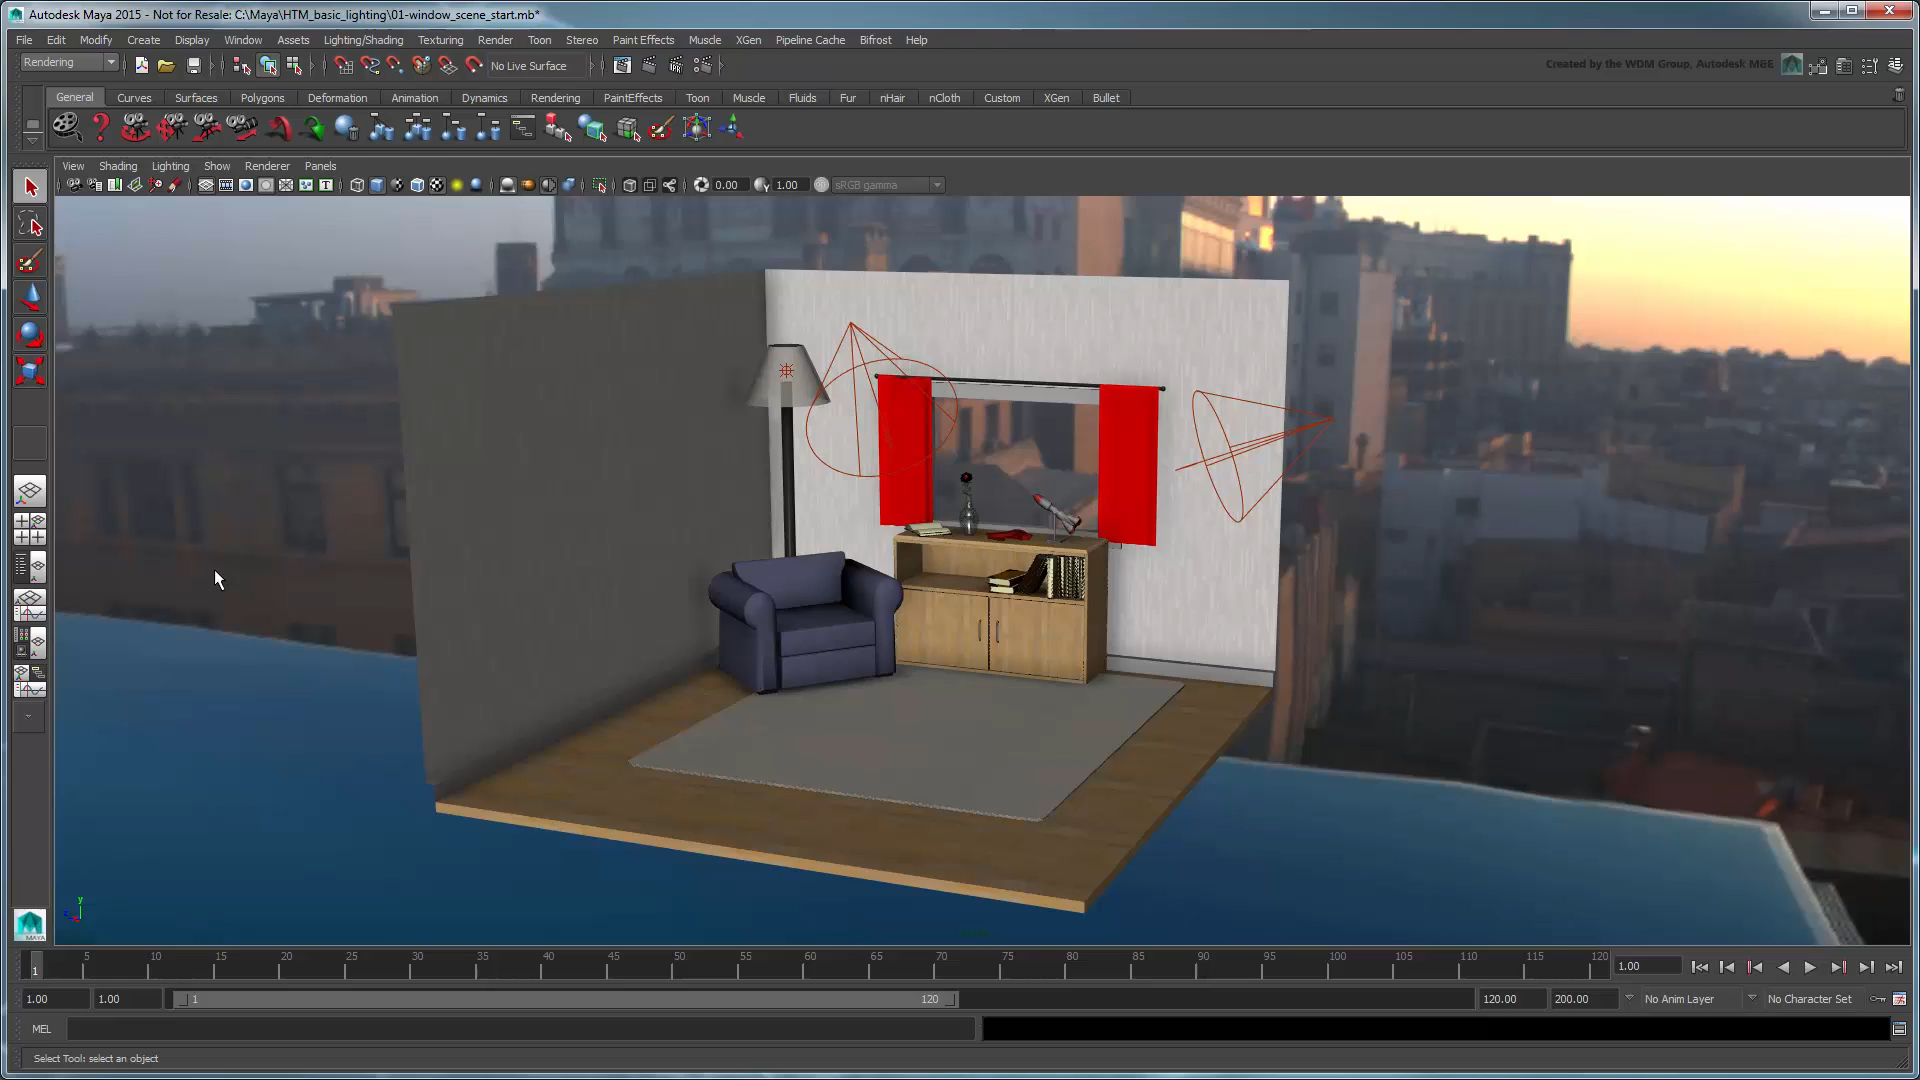 Autodesk Maya 2015 - Not for Resale: C:\Maya\HTM_basic_lighting\01-window_scene_start.mb*
File Edit Modify Create Display Window Assets Lighting/Shading Texturing Render Toon Stereo Paint Effects Muscle XGen Pipeline Cache Bifrost Help
Rendering No Live Surface Created by the WDM Group, Autodesk M&E
General Curves Surfaces Polygons Deformation Animation Dynamics Rendering PaintEffects Toon Muscle Fluids Fur nHair nCloth Custom XGen Bullet
View Shading Lighting Show Renderer Panels
0.00 1.00 sRGB gamma
y
MAYA
1 5 10 15 20 25 30 35 40 45 50 55 60 65 70 75 80 85 90 95 100 105 110 115 120 1.00
1.00 1.00 1 120 120.00 200.00 No Anim Layer No Character Set
MEL
Select Tool: select an object